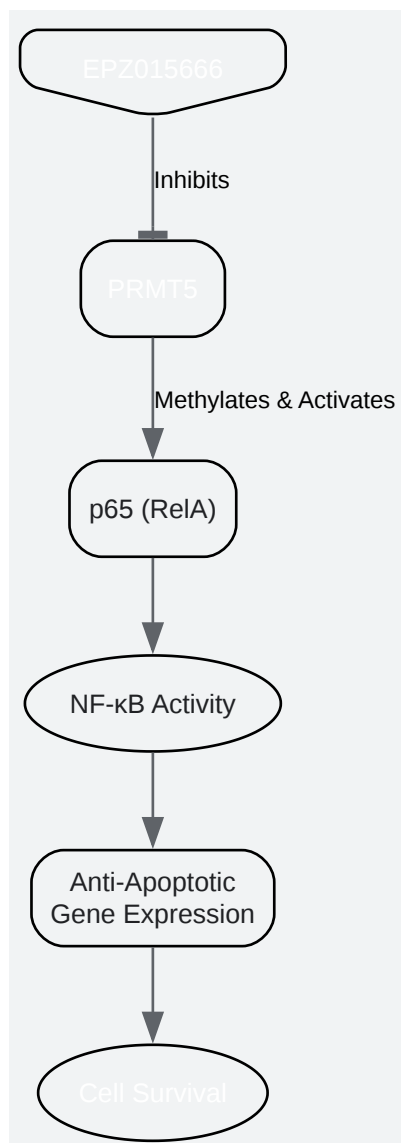 EPZ015666
Inhibits
PRMT5
Methylates & Activates
p65 (RelA)
NF-κB Activity
Anti-Apoptotic
Gene Expression
Cell Survival